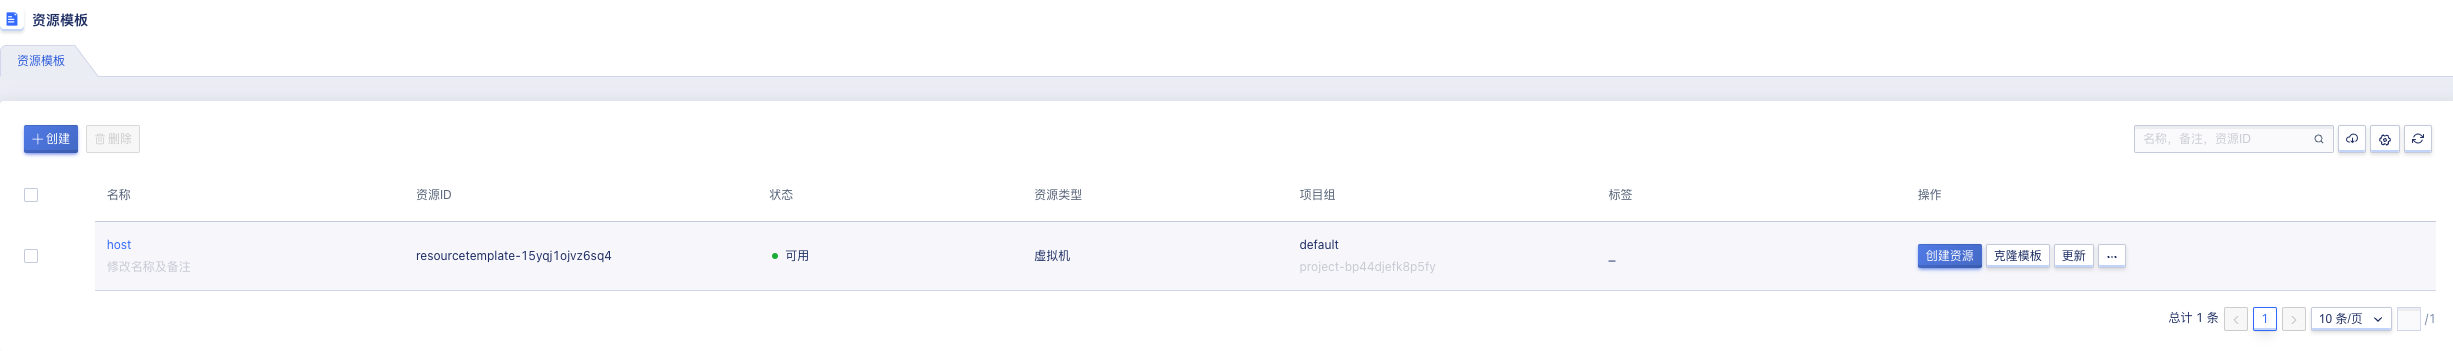 资源模板
资源模板
创建 删除 名称，备注，资源ID
名称 资源ID 状态 资源类型 项目组 标签 操作
host resourcetemplate-15yqj1ojvz6sq4 可用 虚拟机 default _ 创建资源 克隆模板 更新 ...
修改名称及备注 project-bp44djefk8p5fy
总计 1 条 1 10 条/页 /1